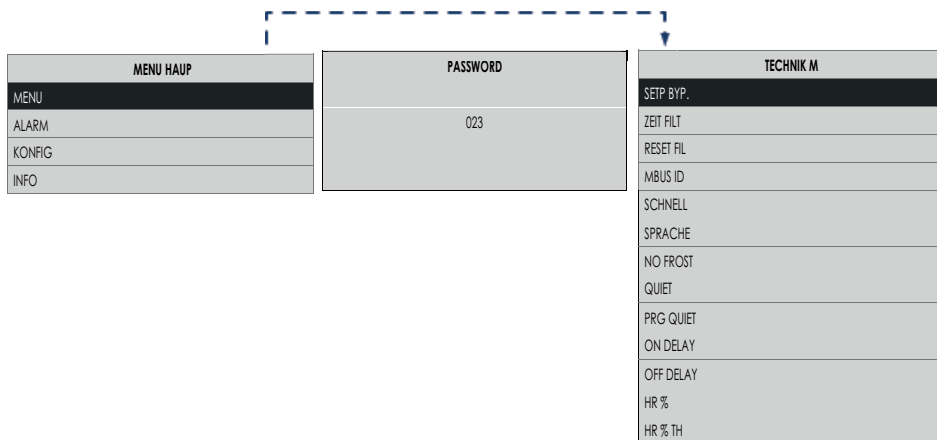 MENU HAUP
MENU
ALARM
KONFIG
INFO
PASSWORD
023
TECHNIK M
SETP BYP.
ZEIT FILT
RESET FIL
MBUS ID
SCHNELL
SPRACHE
NO FROST
QUIET
PRG QUIET
ON DELAY
OFF DELAY
HR %
HR % TH